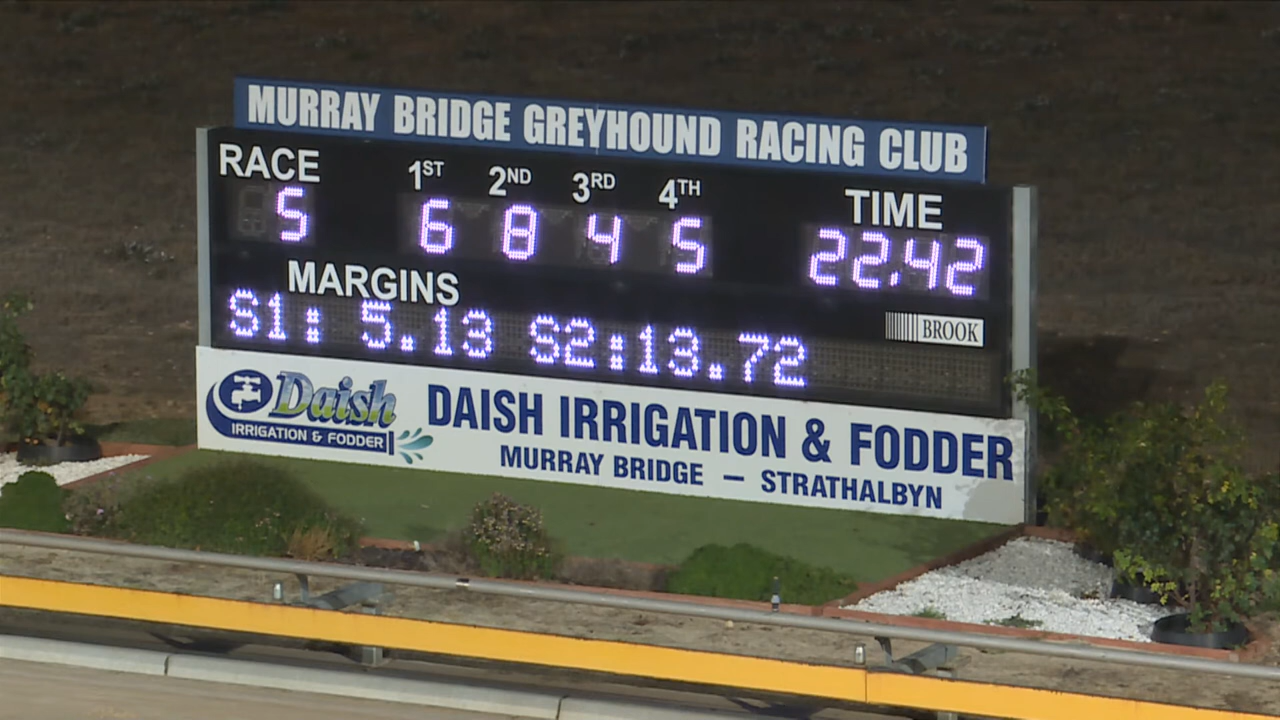 MURRAY BRIDGE GREYHOUND RACING CLUB
RACE 1ST 2ND 3RD 4TH TIME
5 6 8 4 5 22.42
MARGINS
S1: 5.13 S2:13.72
BROOK
Daish
IRRIGATION & FODDER
DAISH IRRIGATION & FODDER
MURRAY BRIDGE – STRATHALBYN